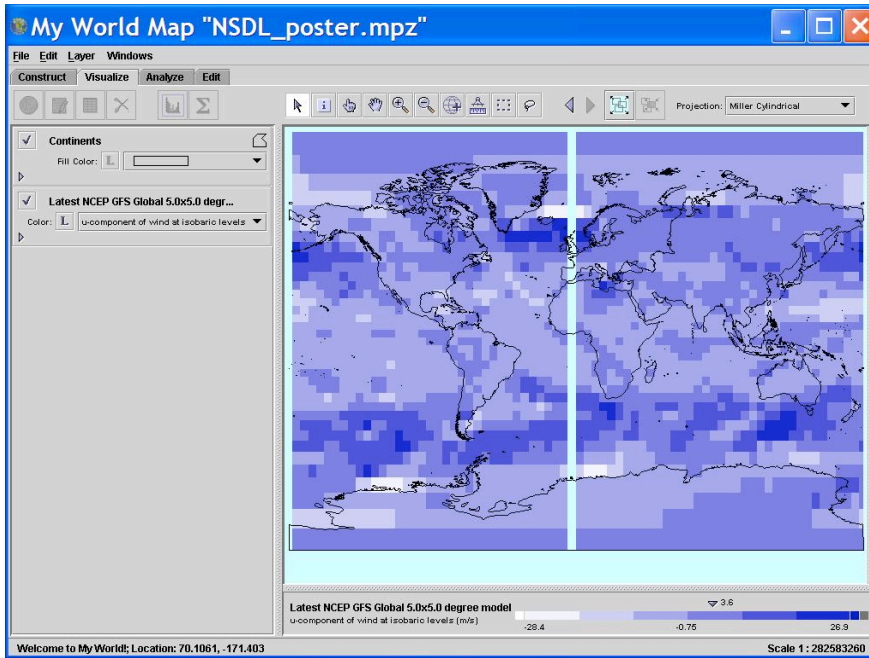 My World Map "NSDL_poster.mpz"
File Edit Layer Windows
Construct Visualize Analyze Edit
Projection: Miller Cylindrical
Continents
Fill Color: L
Latest NCEP GFS Global 5.0x5.0 degr...
Color: L u-component of wind at isobaric levels
Latest NCEP GFS Global 5.0x5.0 degree model
u-component of wind at isobaric levels (m/s)
3.6
-28.4 -0.75 26.9
Welcome to My World!; Location: 70.1061, -171.403
Scale 1 : 282583260